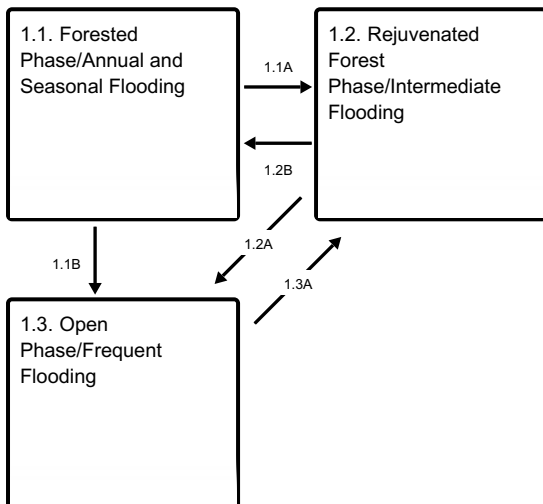 1.1. Forested
Phase/Annual and
Seasonal Flooding
1.1A
1.2. Rejuvenated
Forest
Phase/Intermediate
Flooding
1.2B
1.1B
1.2A
1.3A
1.3. Open
Phase/Frequent
Flooding